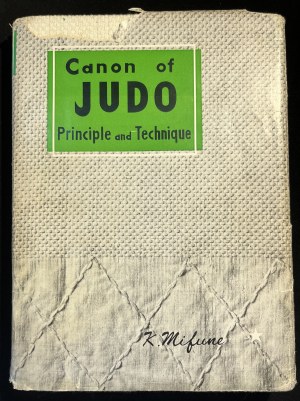 Canon of
JUDO
Principle and Technique
K. Mifune